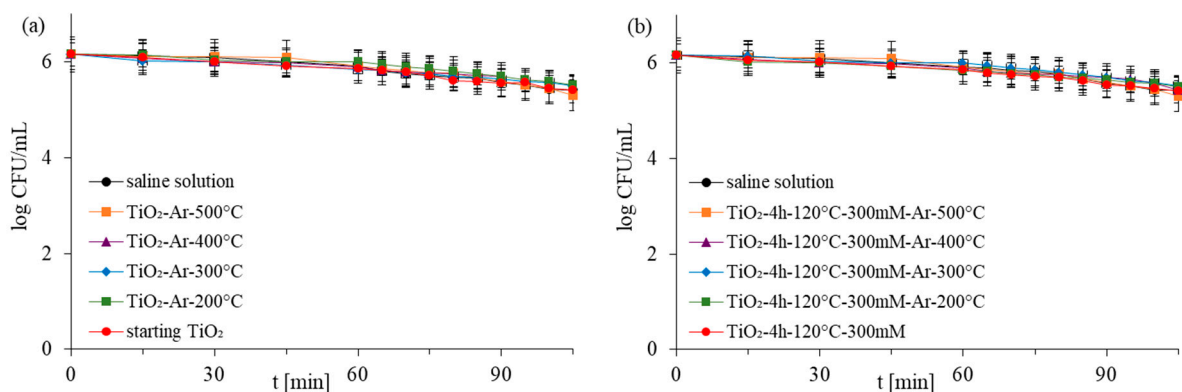 (a)
log CFU/mL
6
4
2
0
saline solution
TiO₂-Ar-500°C
TiO₂-Ar-400°C
TiO₂-Ar-300°C
TiO₂-Ar-200°C
starting TiO₂
0
30
60
90
t [min]
(b)
log CFU/mL
6
4
2
0
saline solution
TiO₂-4h-120°C-300mM-Ar-500°C
TiO₂-4h-120°C-300mM-Ar-400°C
TiO₂-4h-120°C-300mM-Ar-300°C
TiO₂-4h-120°C-300mM-Ar-200°C
TiO₂-4h-120°C-300mM
0
30
60
90
t [min]